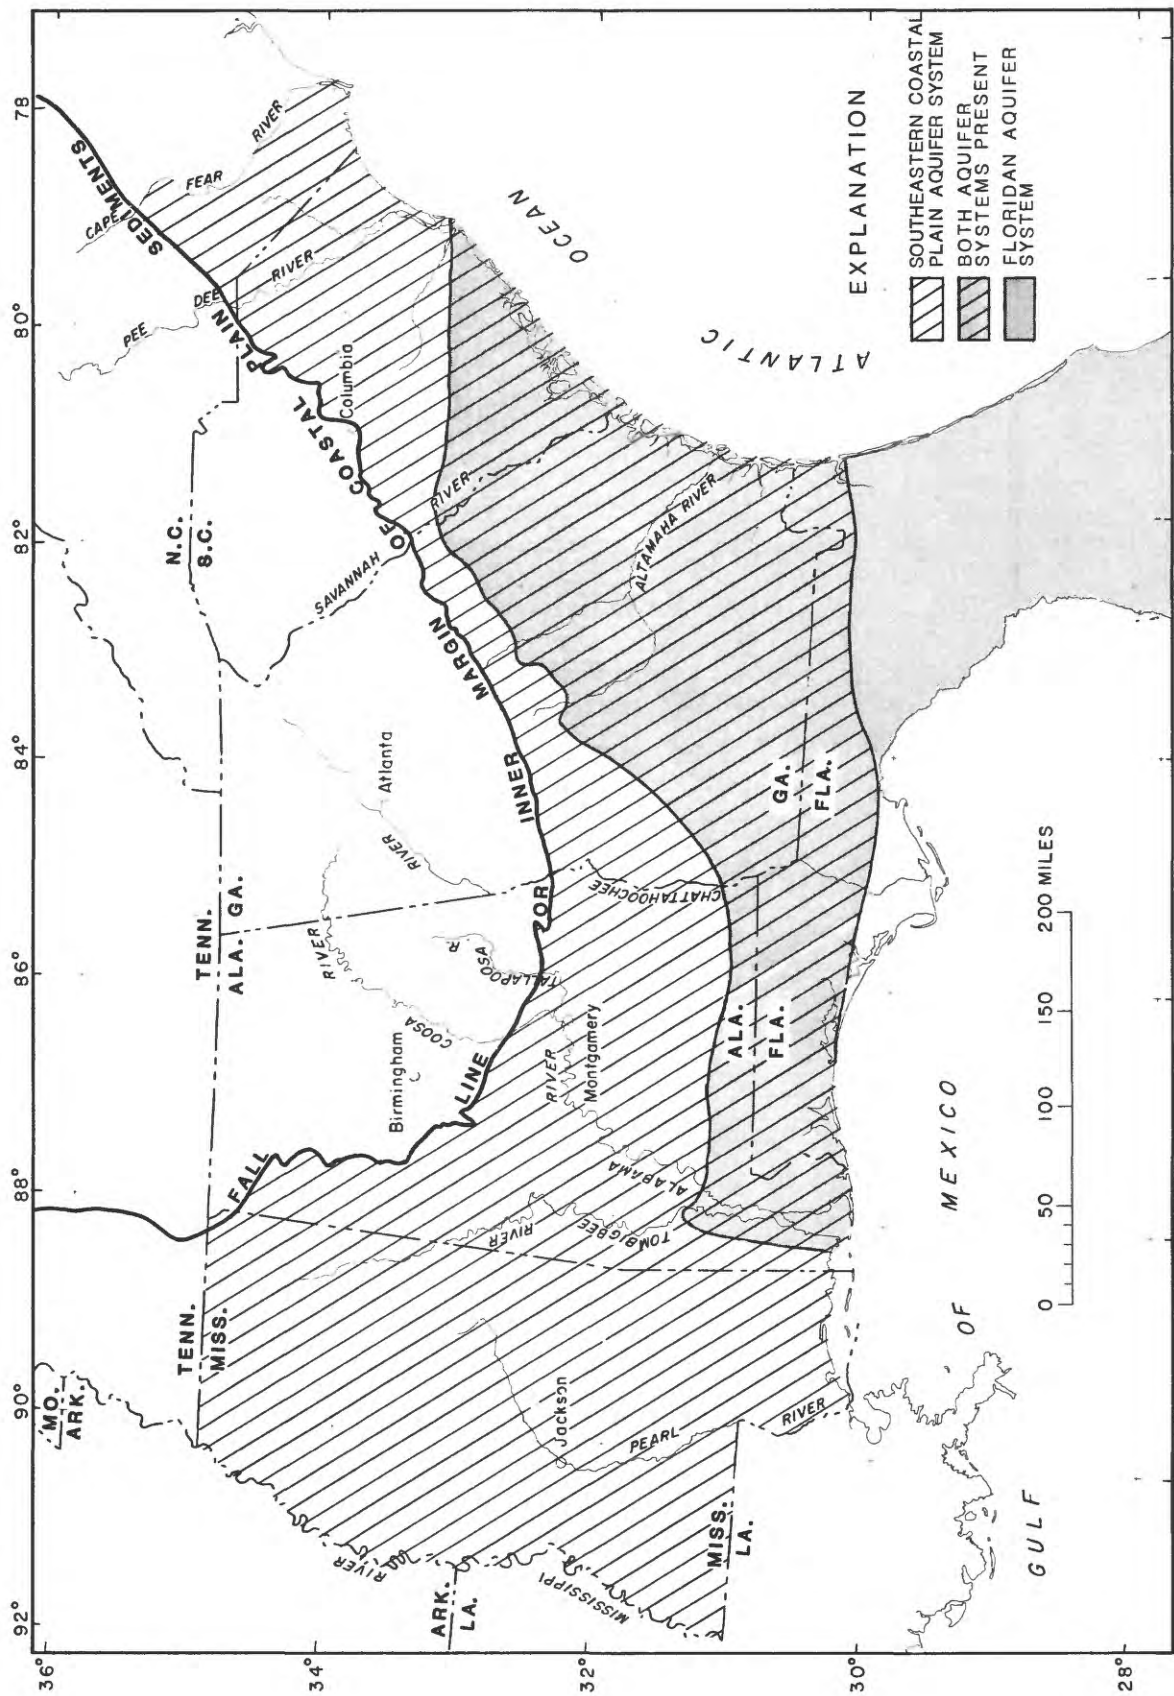 92°
90°
88°
86°
84°
82°
80°
78
36°
34°
32°
30°
MO.
ARK.
TENN.
MISS.
TENN.
ALA.
GA.
N.C.
S.C.
FALL
LINE
OR
INNER
MARGIN
OF
COASTAL
PLAIN
SEDIMENTS
CAPE
FEAR
RIVER
PEE
DEE
RIVER
Columbia
SAVANNAH
RIVER
Atlanta
RIVER
CHATTAHOOCHEE
RIVER
COOSA
TALLAPOOSA
R.
Birmingham
RIVER
Montgamery
ALABAMA
RIVER
TOMBIGBEE
Jackson
PEARL
RIVER
RIVER
MISSISSIPPI
ARK.
LA.
MISS.
LA.
ALA.
FLA.
GA.
FLA.
ALTAMAHA RIVER
ATLANTIC
OCEAN
GULF
OF
MEXICO
0
50
100
150
200 MILES
EXPLANATION
SOUTHEASTERN COASTAL
PLAIN AQUIFER SYSTEM
BOTH AQUIFER
SYSTEMS PRESENT
FLORIDAN AQUIFER
SYSTEM